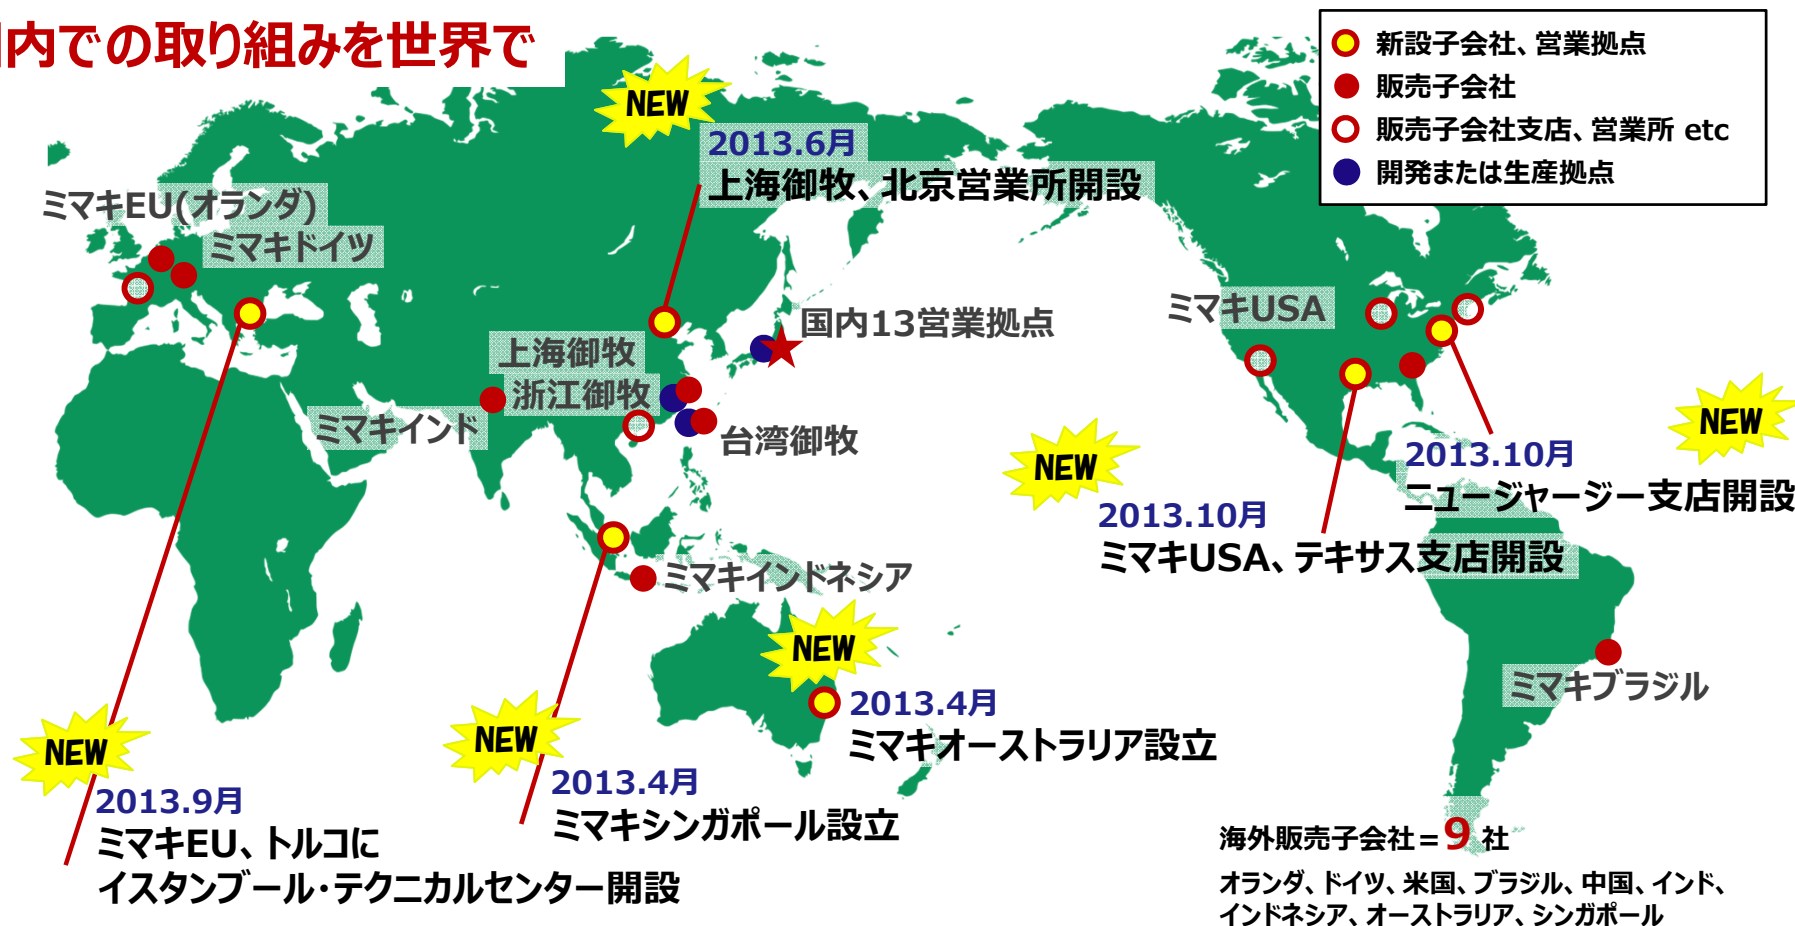 内での取り組みを世界で
新設子会社、営業拠点
販売子会社
販売子会社支店、営業所 etc
開発または生産拠点
NEW
2013.6月
上海御牧、北京営業所開設
ミマキEU(オランダ)
ミマキドイツ
国内13営業拠点
上海御牧
浙江御牧
ミマキインド
台湾御牧
ミマキUSA
NEW
2013.10月
ニュージャージー支店開設
NEW
2013.10月
ミマキUSA、テキサス支店開設
ミマキインドネシア
NEW
2013.4月
ミマキオーストラリア設立
ミマキブラジル
NEW
2013.9月
ミマキEU、トルコに
イスタンブール・テクニカルセンター開設
NEW
2013.4月
ミマキシンガポール設立
海外販売子会社=9 社
オランダ、ドイツ、米国、ブラジル、中国、インド、
インドネシア、オーストラリア、シンガポール